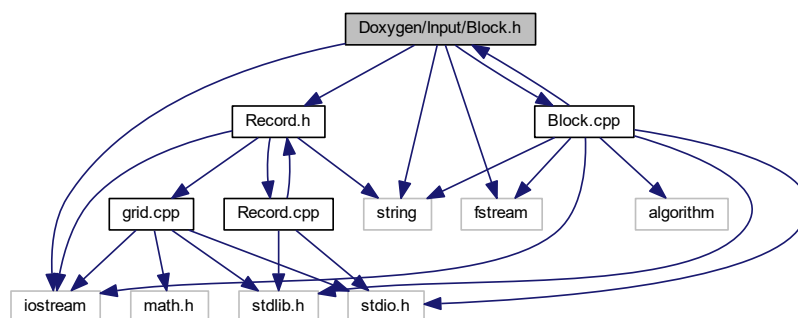 Doxygen/Input/Block.h
Record.h
Block.cpp
grid.cpp
Record.cpp
string
fstream
algorithm
iostream
math.h
stdlib.h
stdio.h